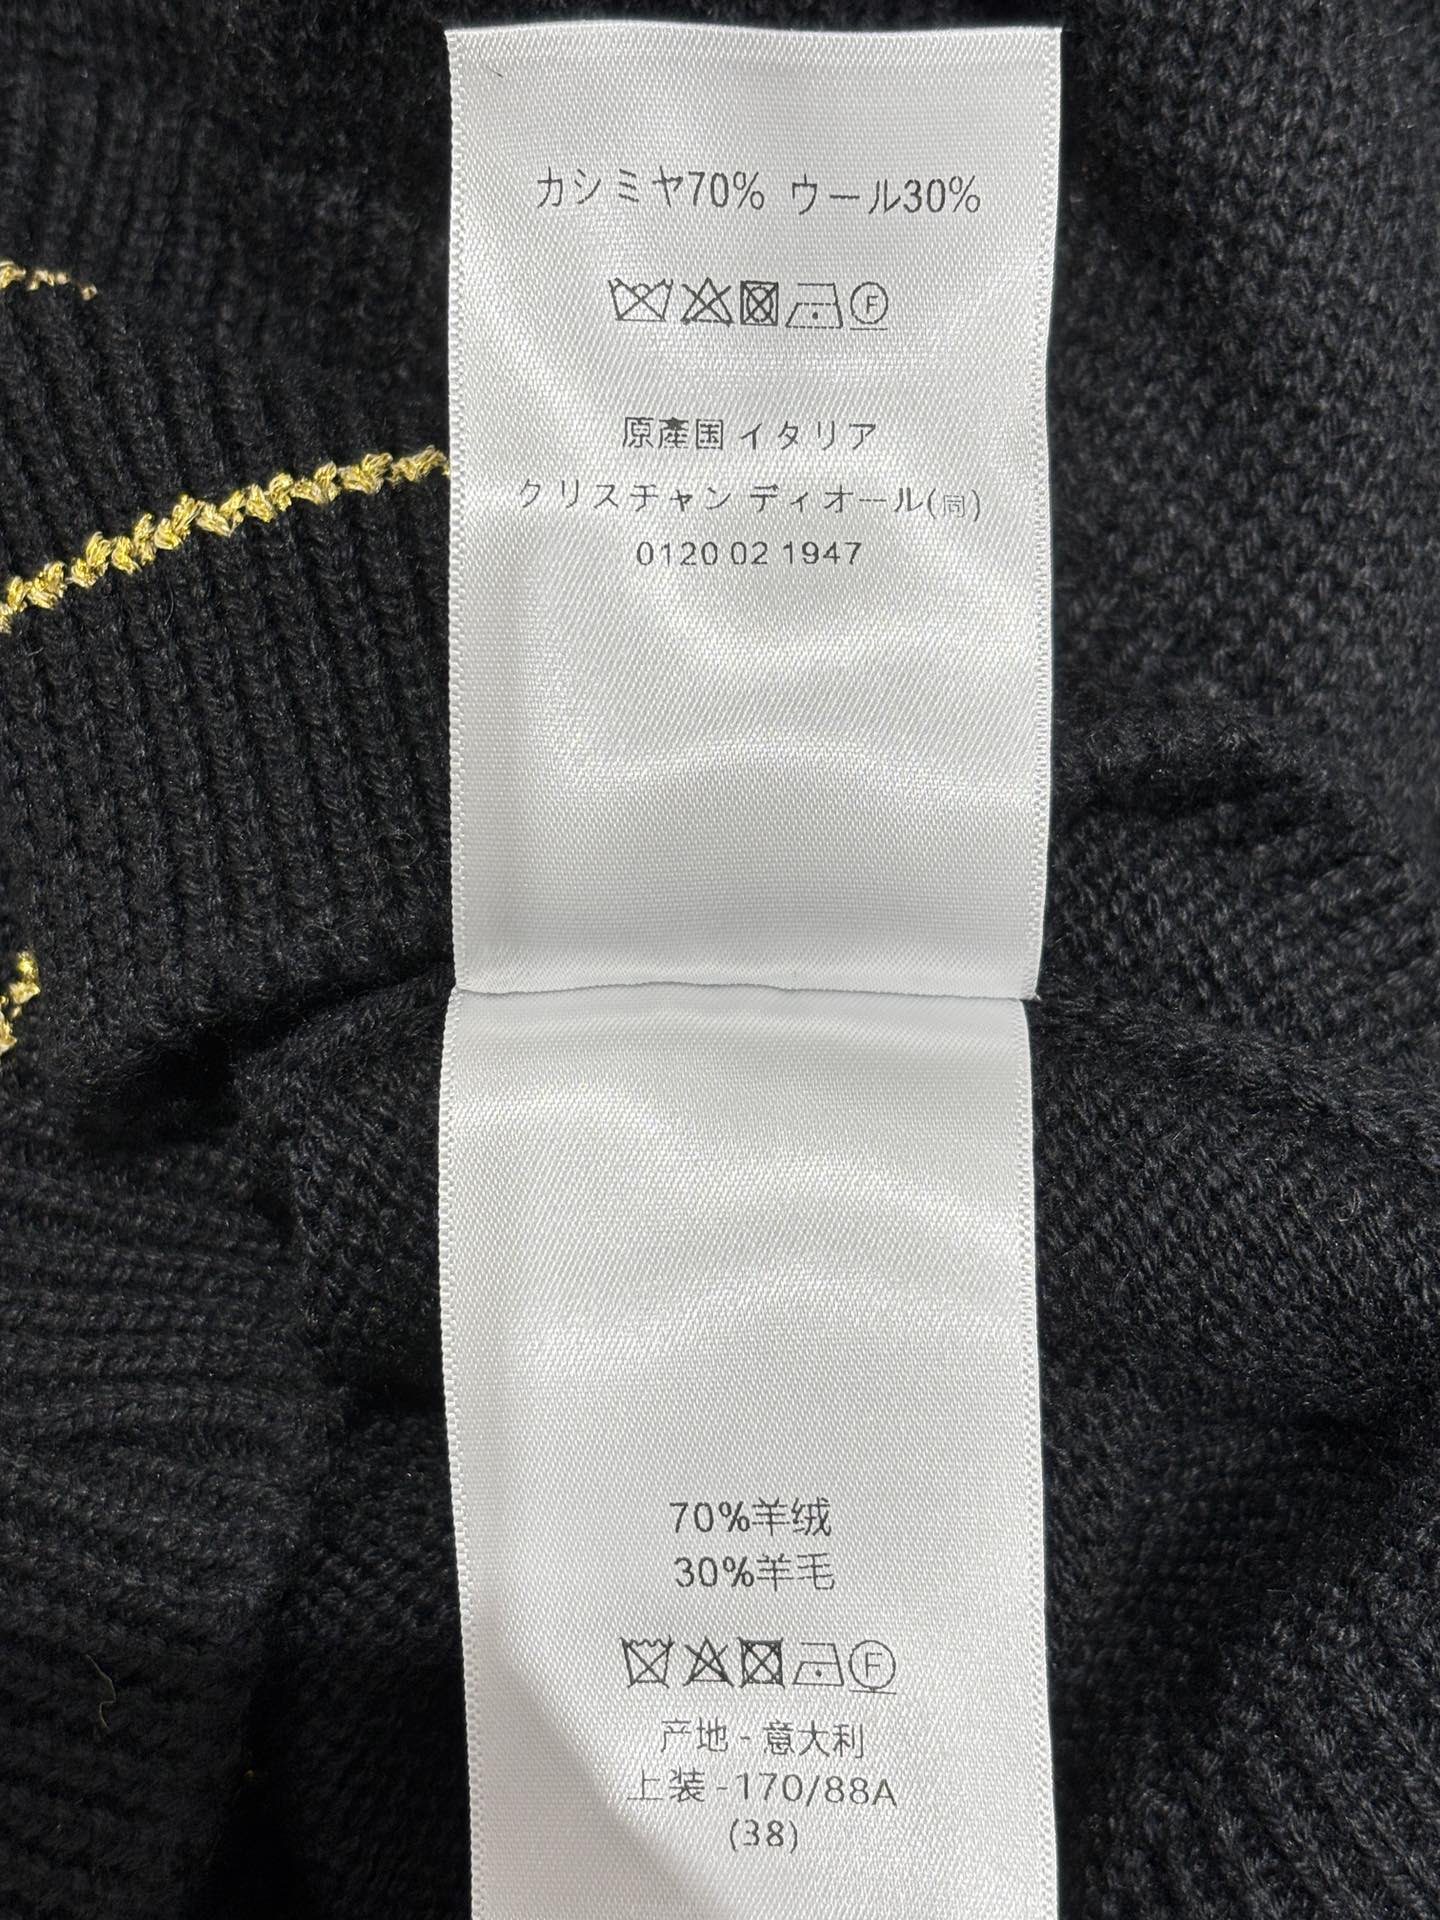 カシミヤ70% ウール30%
F
原産国 イタリア
クリスチャン ディオール(同)
0120 02 1947
70%羊绒
30%羊毛
F
产地 - 意大利
上装 - 170/88A
(38)